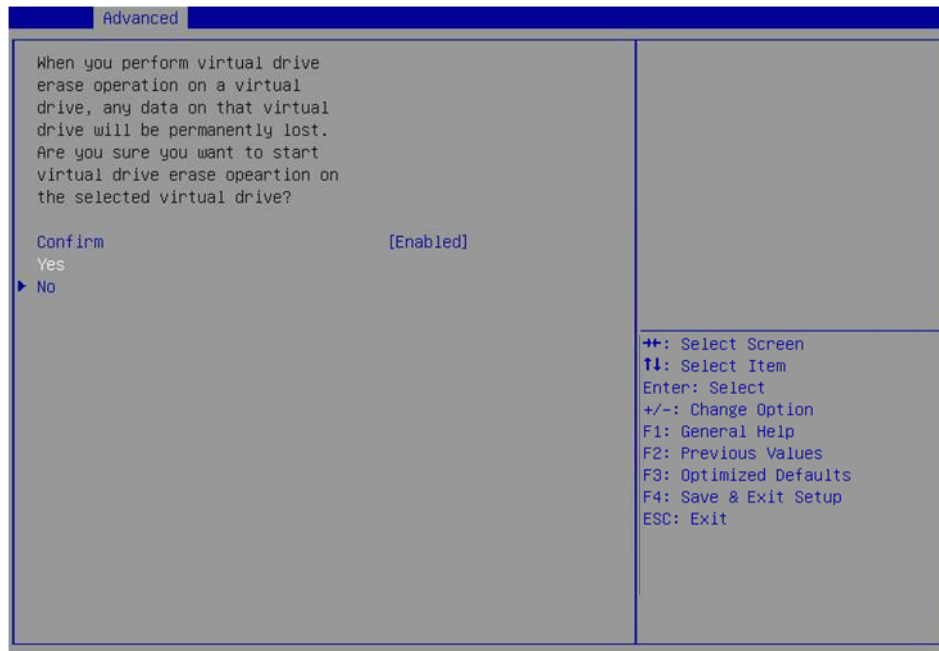 Advanced
When you perform virtual drive
erase operation on a virtual
drive, any data on that virtual
drive will be permanently lost.
Are you sure you want to start
virtual drive erase opeartion on
the selected virtual drive?
Confirm [Enabled]
Yes
No
→←: Select Screen
↑↓: Select Item
Enter: Select
+/-: Change Option
F1: General Help
F2: Previous Values
F3: Optimized Defaults
F4: Save & Exit Setup
ESC: Exit